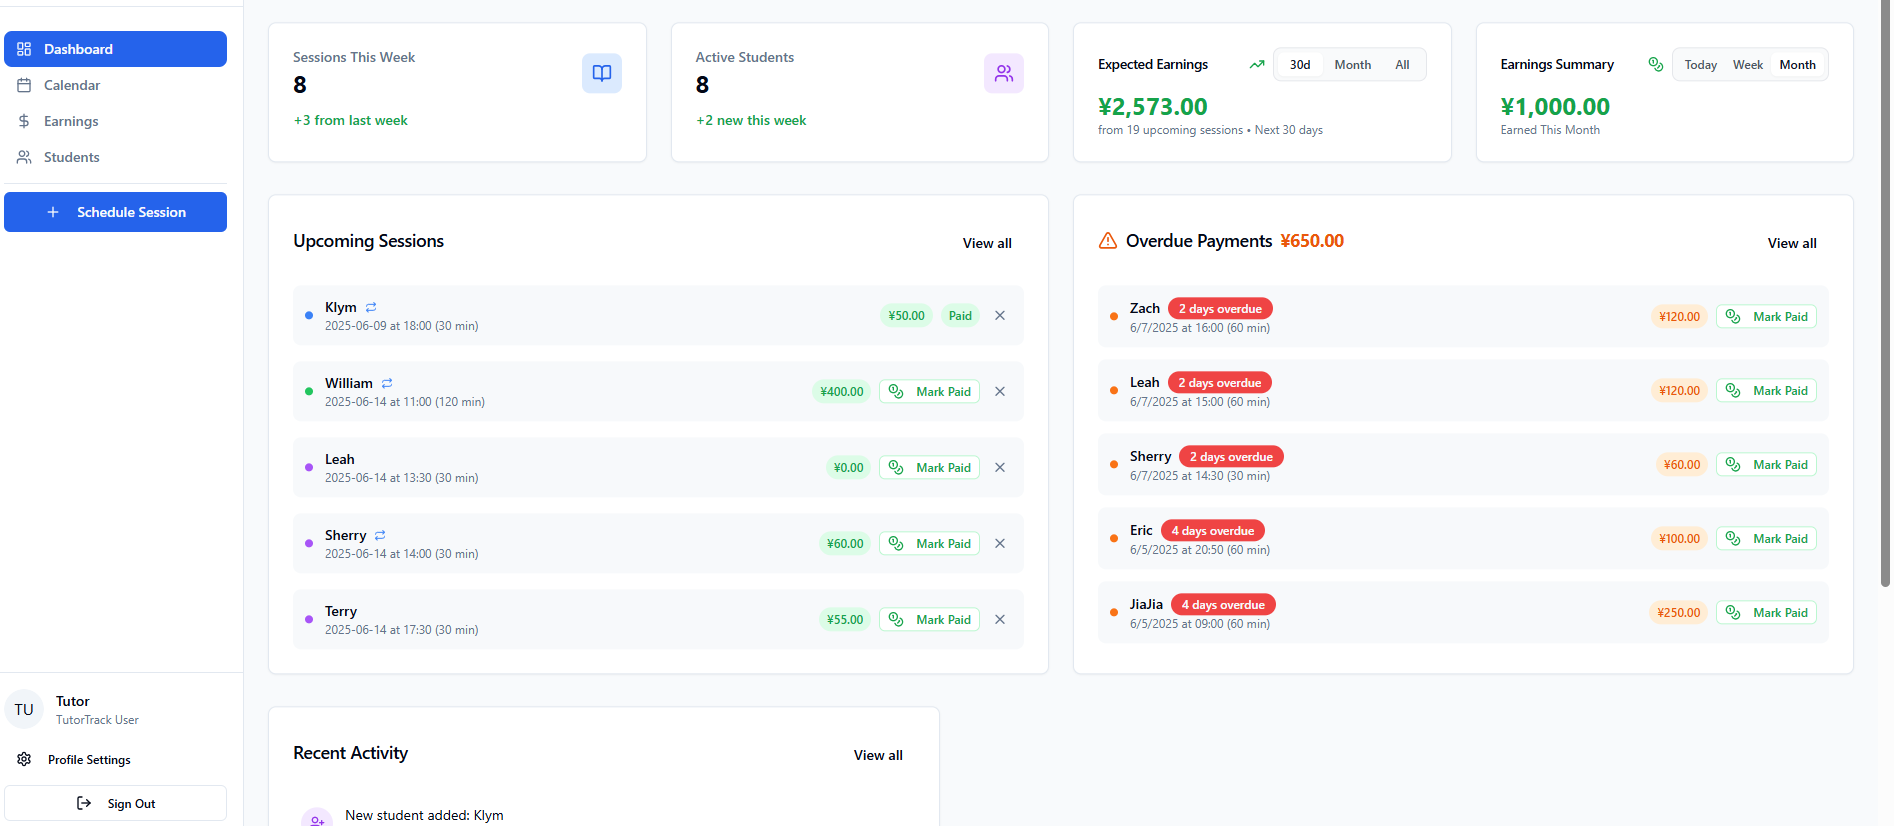 Dashboard
Calendar
Earnings
Students
Schedule Session
Tutor
TU
TutorTrack User
Profile Settings
Sign Out
Sessions This Week
8
+3 from last week
Active Students
8
+2 new this week
Expected Earnings
30d Month All
¥2,573.00
from 19 upcoming sessions • Next 30 days
Earnings Summary
Today Week Month
¥1,000.00
Earned This Month
Upcoming Sessions
View all
Klym
¥50.00 Paid
2025-06-09 at 18:00 (30 min)
William
¥400.00 Mark Paid
2025-06-14 at 11:00 (120 min)
Leah
¥0.00 Mark Paid
2025-06-14 at 13:30 (30 min)
Sherry
¥60.00 Mark Paid
2025-06-14 at 14:00 (30 min)
Terry
¥55.00 Mark Paid
2025-06-14 at 17:30 (30 min)
Overdue Payments ¥650.00
View all
Zach 2 days overdue
¥120.00 Mark Paid
6/7/2025 at 16:00 (60 min)
Leah 2 days overdue
¥120.00 Mark Paid
6/7/2025 at 15:00 (60 min)
Sherry 2 days overdue
¥60.00 Mark Paid
6/7/2025 at 14:30 (30 min)
Eric 4 days overdue
¥100.00 Mark Paid
6/5/2025 at 20:50 (60 min)
JiaJia 4 days overdue
¥250.00 Mark Paid
6/5/2025 at 09:00 (60 min)
Recent Activity
View all
New student added: Klym